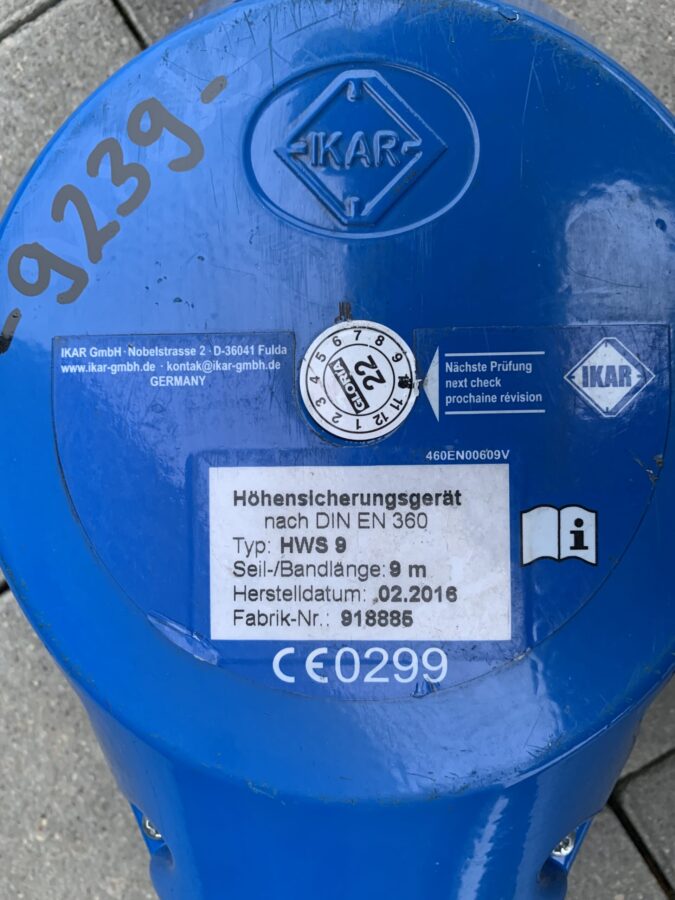 -9239-
IKAR
IKAR GmbH · Nobelstrasse 2 · D-36041 Fulda
www.ikar-gmbh.de · kontak@ikar-gmbh.de
GERMANY
1 2 3 4 5 6 7 8 9 11 12
22
Nächste Prüfung
next check
prochaine révision
IKAR
460EN00609V
Höhensicherungsgerät
nach DIN EN 360
Typ: HWS 9
Seil-/Bandlänge: 9 m
Herstelldatum: 02.2016
Fabrik-Nr.: 918885
i
CE0299